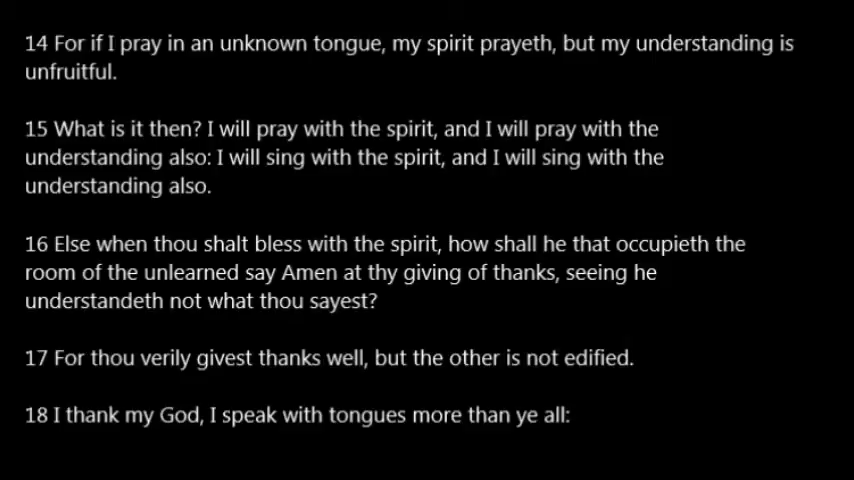 14 For if I pray in an unknown tongue, my spirit prayeth, but my understanding is
unfruitful.
15 What is it then? I will pray with the spirit, and I will pray with the
understanding also: I will sing with the spirit, and I will sing with the
understanding also.
16 Else when thou shalt bless with the spirit, how shall he that occupieth the
room of the unlearned say Amen at thy giving of thanks, seeing he
understandeth not what thou sayest?
17 For thou verily givest thanks well, but the other is not edified.
18 I thank my God, I speak with tongues more than ye all: